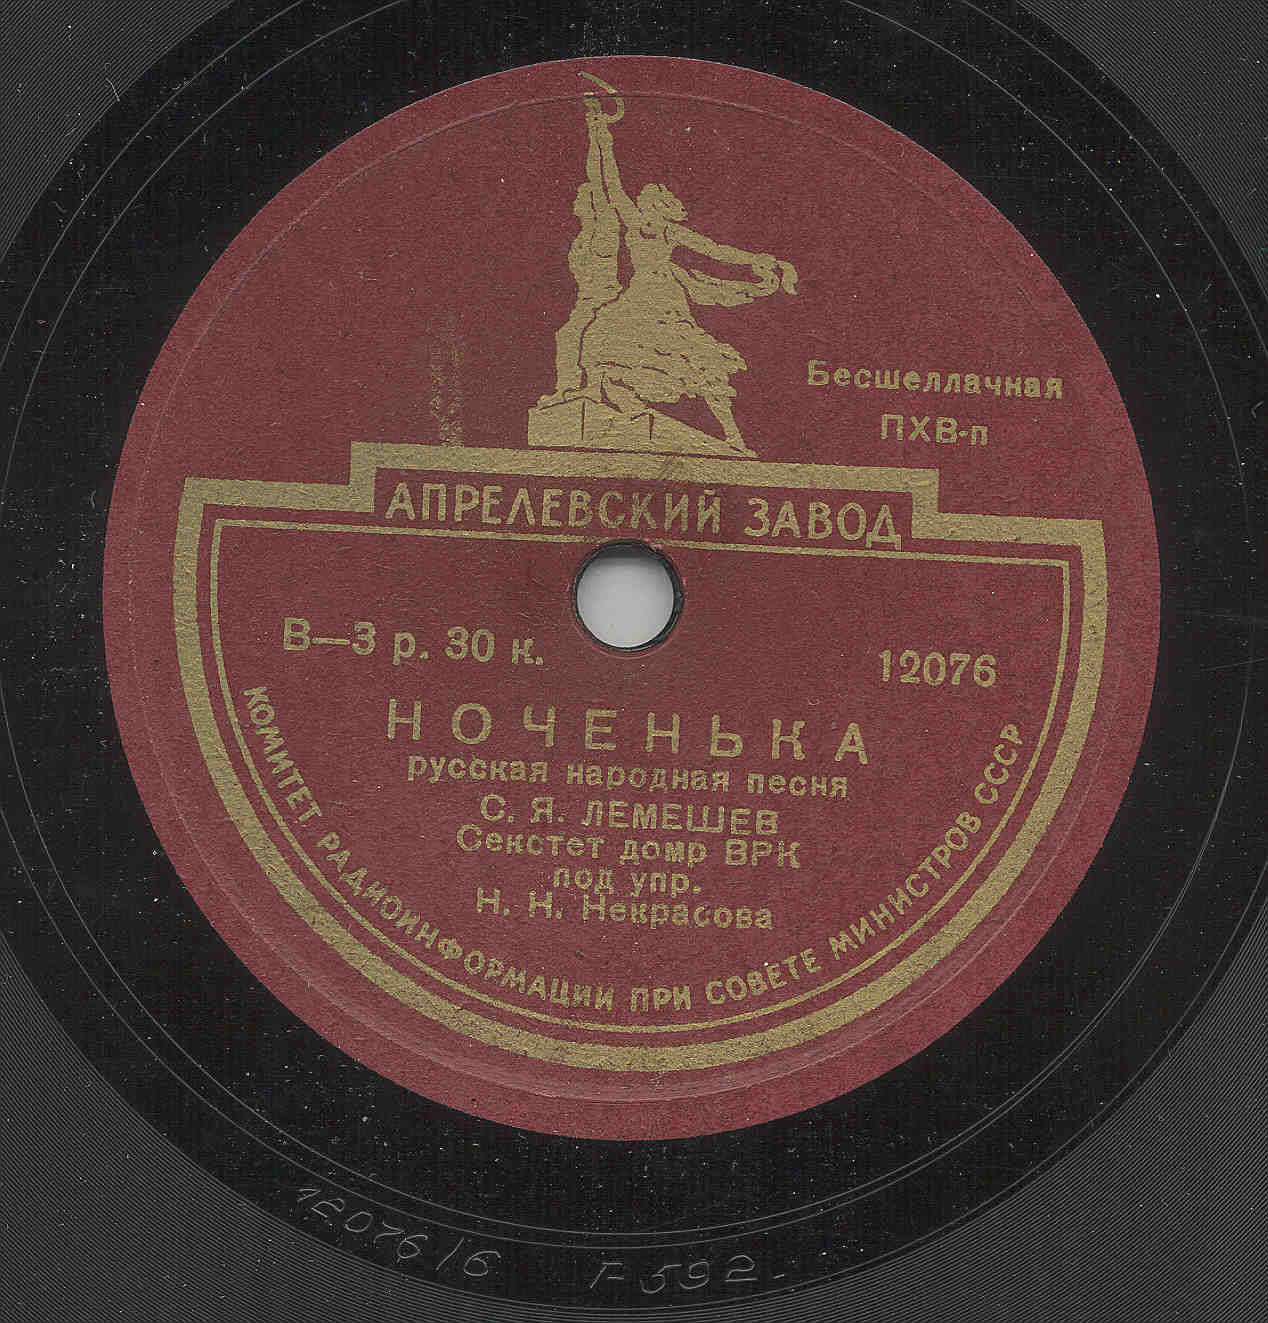 Бесшеллачная
ПХВ-п
АПРЕЛЕВСКИЙ ЗАВОД
В—3 р. 30 к.
12076
НОЧЕНЬКА
русская народная песня
С. Я. ЛЕМЕШЕВ
Секстет домр ВРК
под упр.
Н. Н. Некрасова
КОМИТЕТ РАДИОИНФОРМАЦИИ ПРИ СОВЕТЕ МИНИСТРОВ СССР
12076/6 Г592